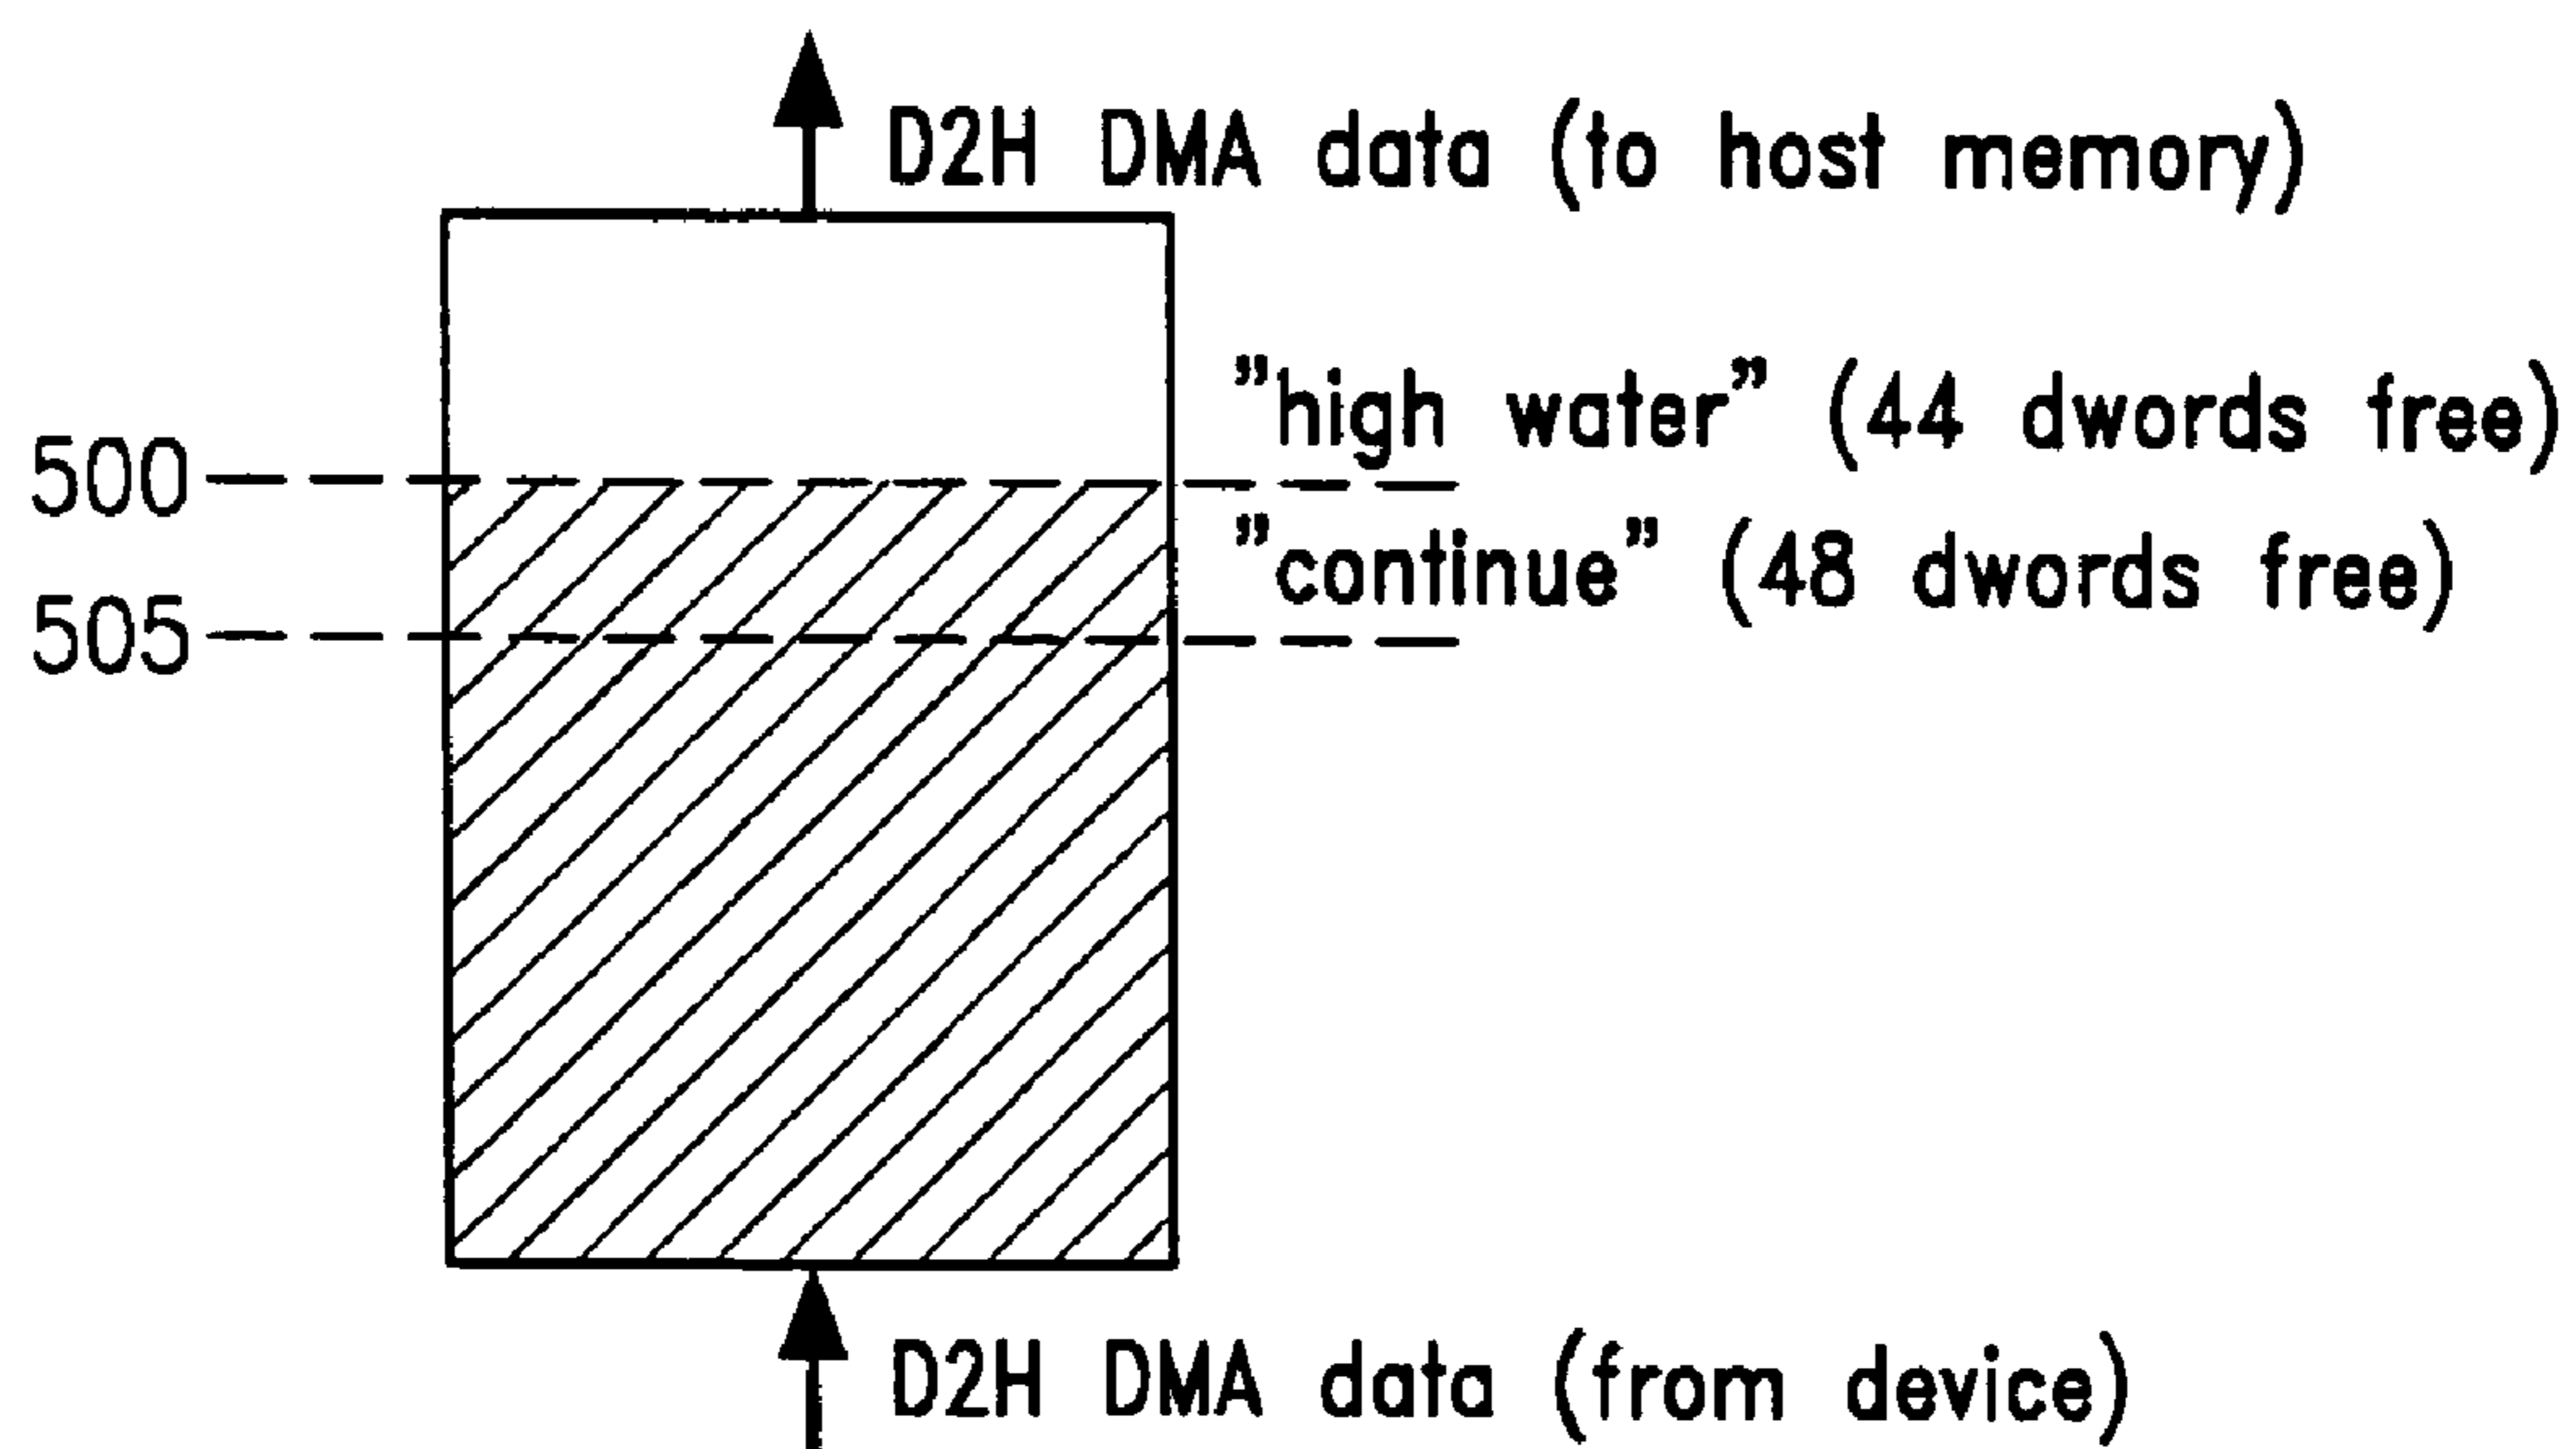 D2H DMA data (to host memory)
"high water" (44 dwords free)
500
"continue" (48 dwords free)
505
D2H DMA data (from device)